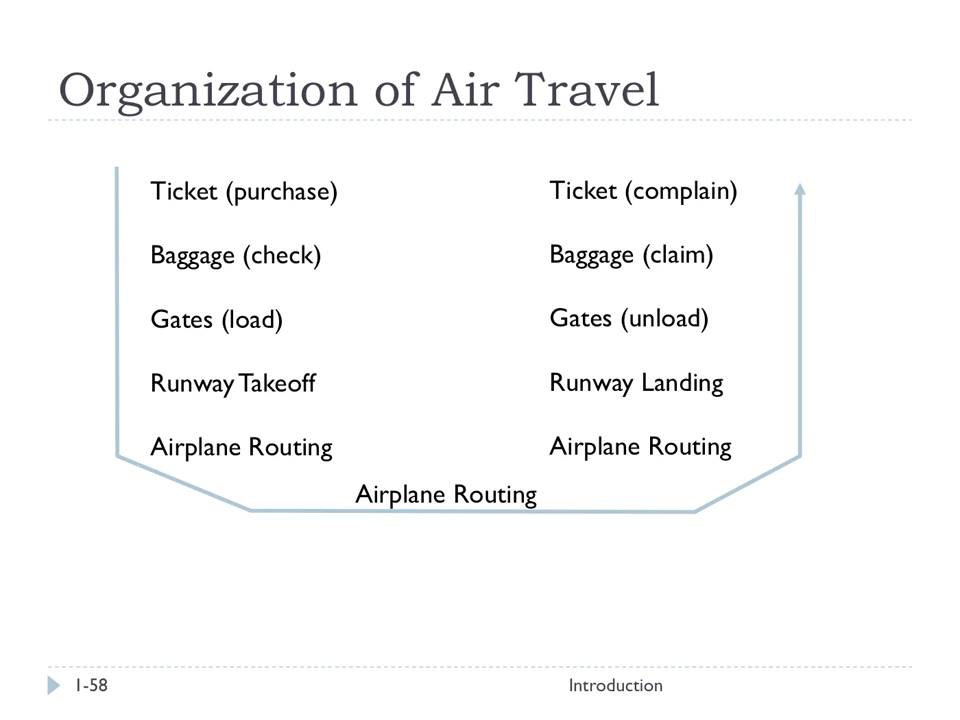 Organization of Air Travel
Ticket (purchase)
Baggage (check)
Gates (load)
Runway Takeoff
Airplane Routing
Ticket (complain)
Baggage (claim)
Gates (unload)
Runway Landing
Airplane Routing
Airplane Routing
1-58
Introduction